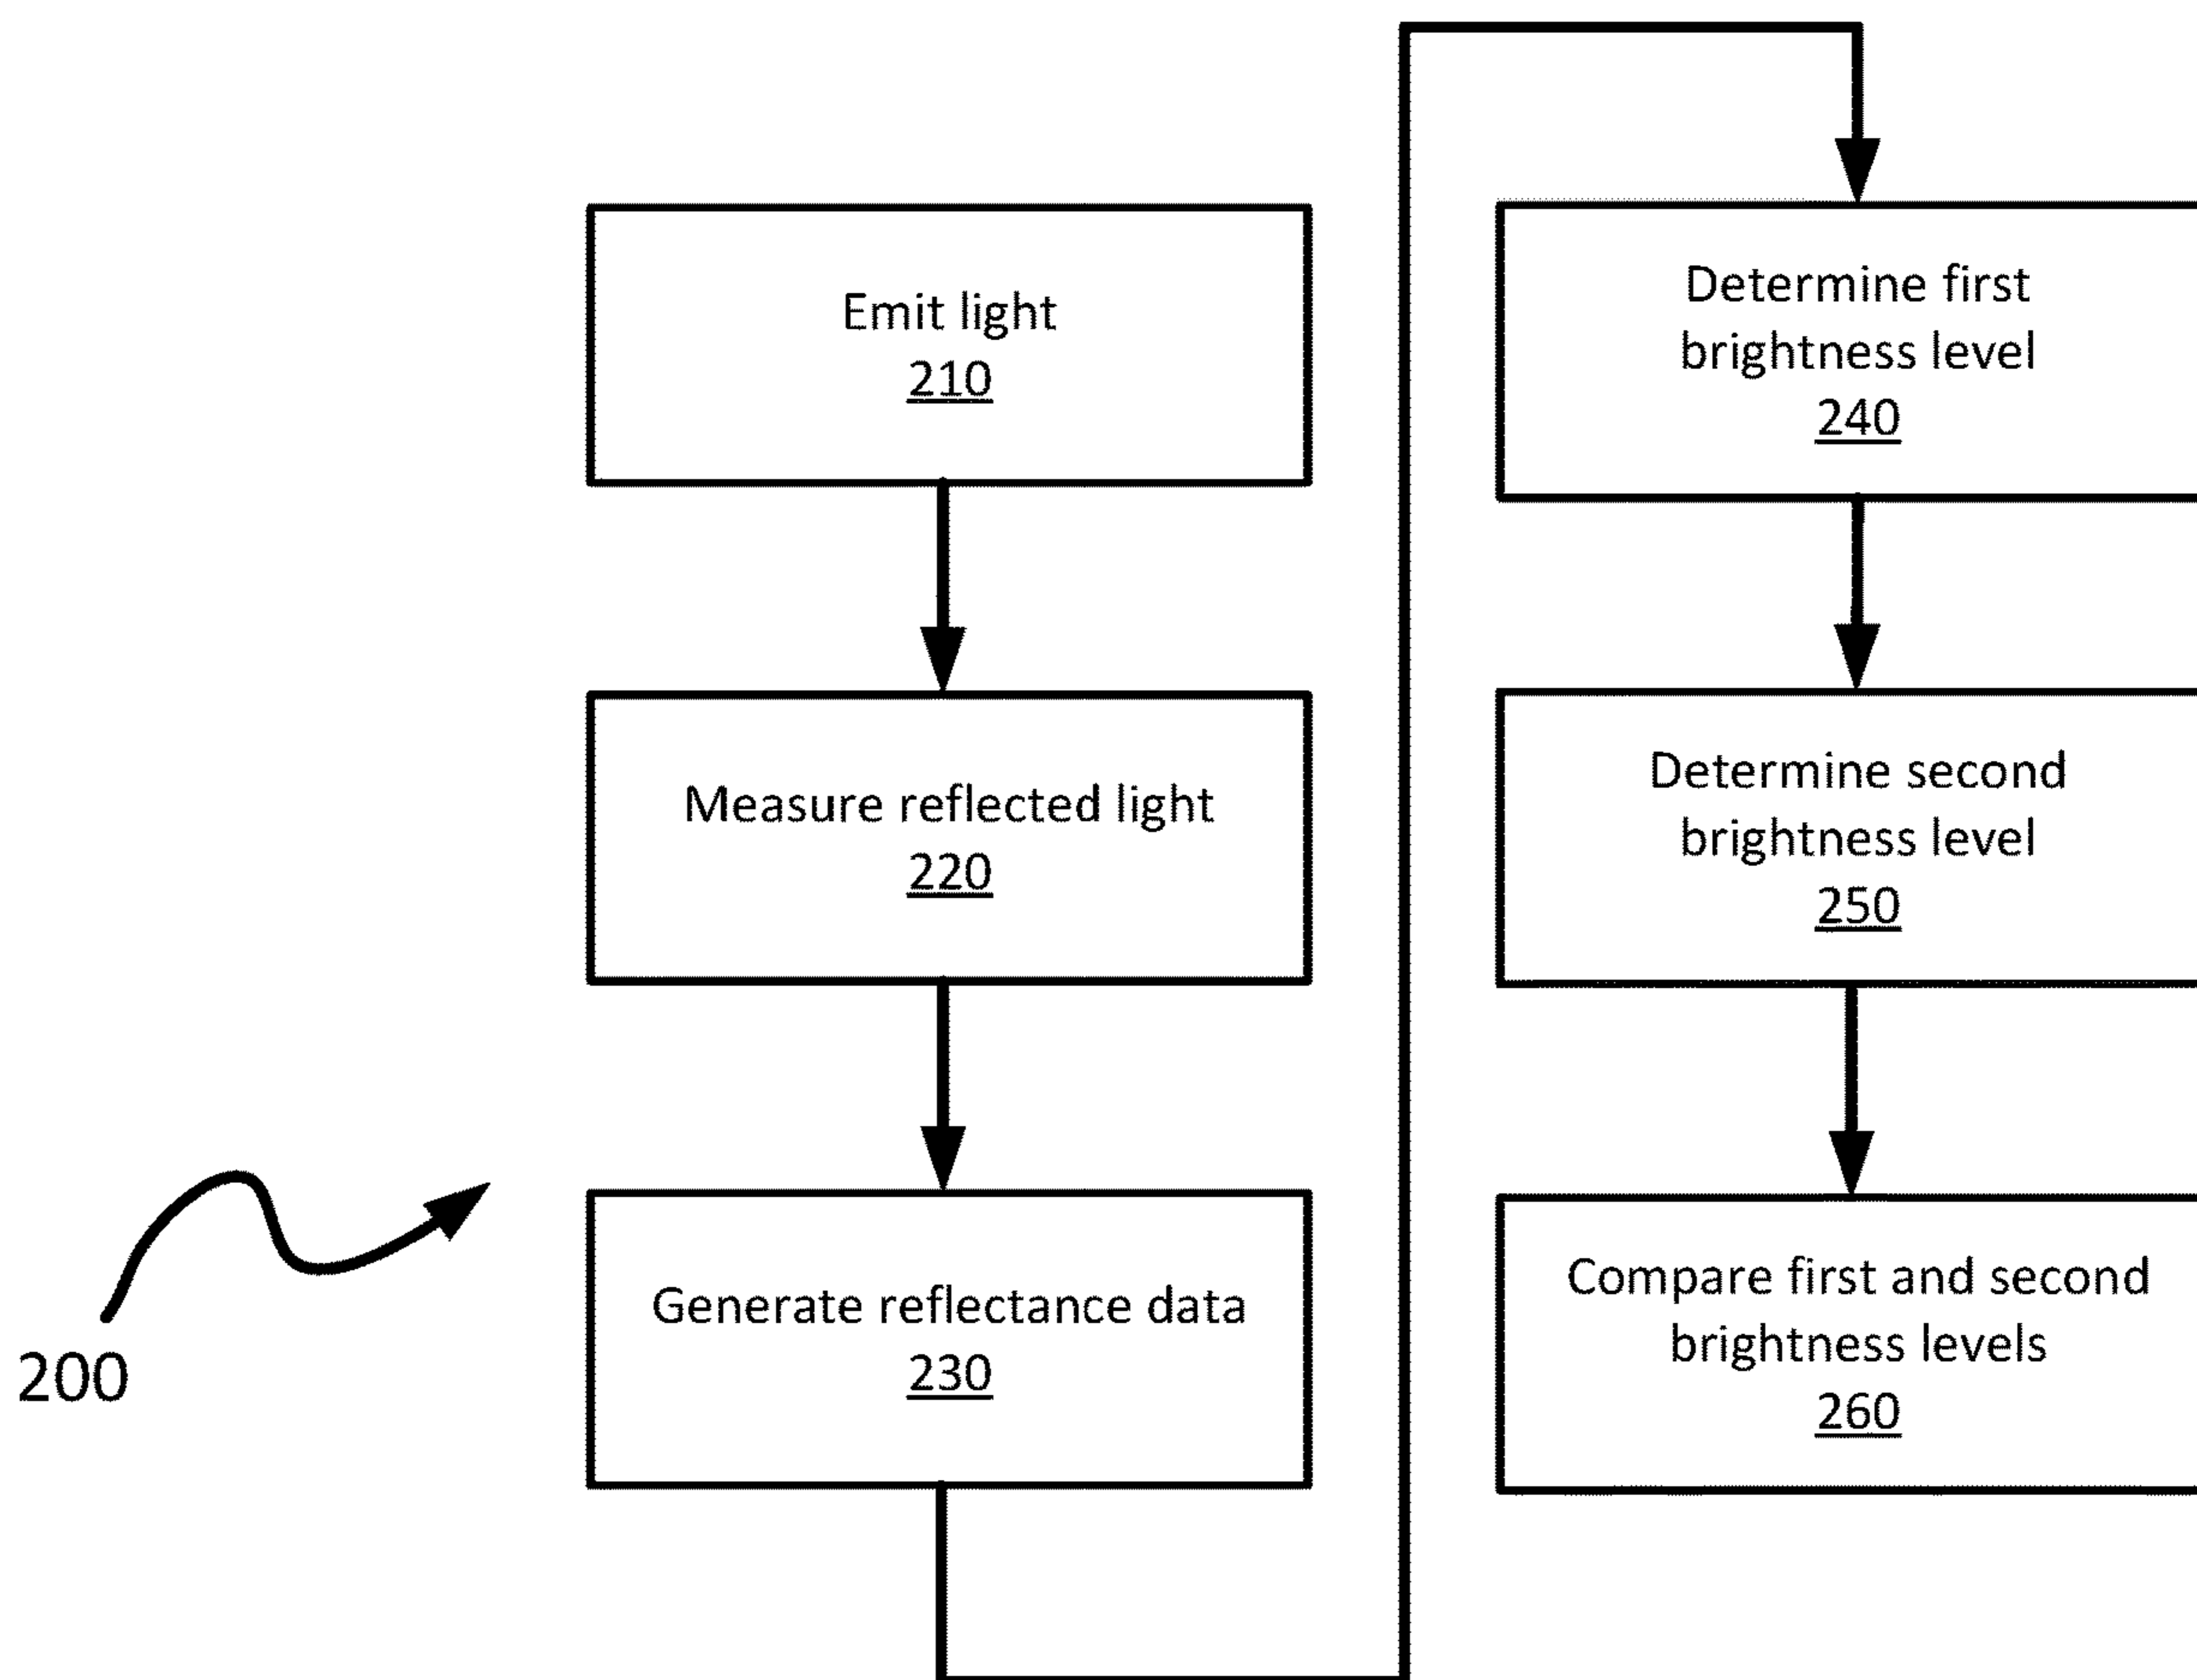 Emit light
210
Measure reflected light
220
Generate reflectance data
230
200
Determine first
brightness level
240
Determine second
brightness level
250
Compare first and second
brightness levels
260